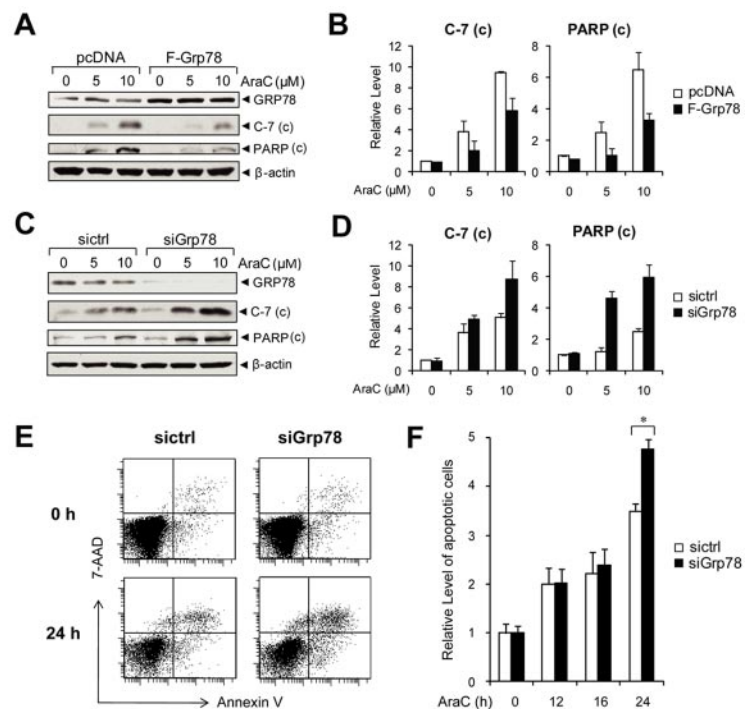 A
pcDNA F-Grp78
0 5 10 0 5 10 AraC (μM)
GRP78
C-7 (c)
PARP (c)
β-actin
B
C-7 (c) PARP (c)
Relative Level
12
10
8
6
4
2
0
8
6
4
2
0
pcDNA
F-Grp78
AraC (μM) 0 5 10 0 5 10
C
sictrl siGrp78
0 5 10 0 5 10 AraC (μM)
GRP78
C-7 (c)
PARP (c)
β-actin
D
C-7 (c) PARP (c)
Relative Level
12
10
8
6
4
2
0
8
6
4
2
0
sictrl
siGrp78
AraC (μM) 0 5 10 0 5 10
E
sictrl siGrp78
0 h
24 h
7-AAD
Annexin V
F
*
Relative Level of apoptotic cells
5
4
3
2
1
0
sictrl
siGrp78
AraC (h) 0 12 16 24